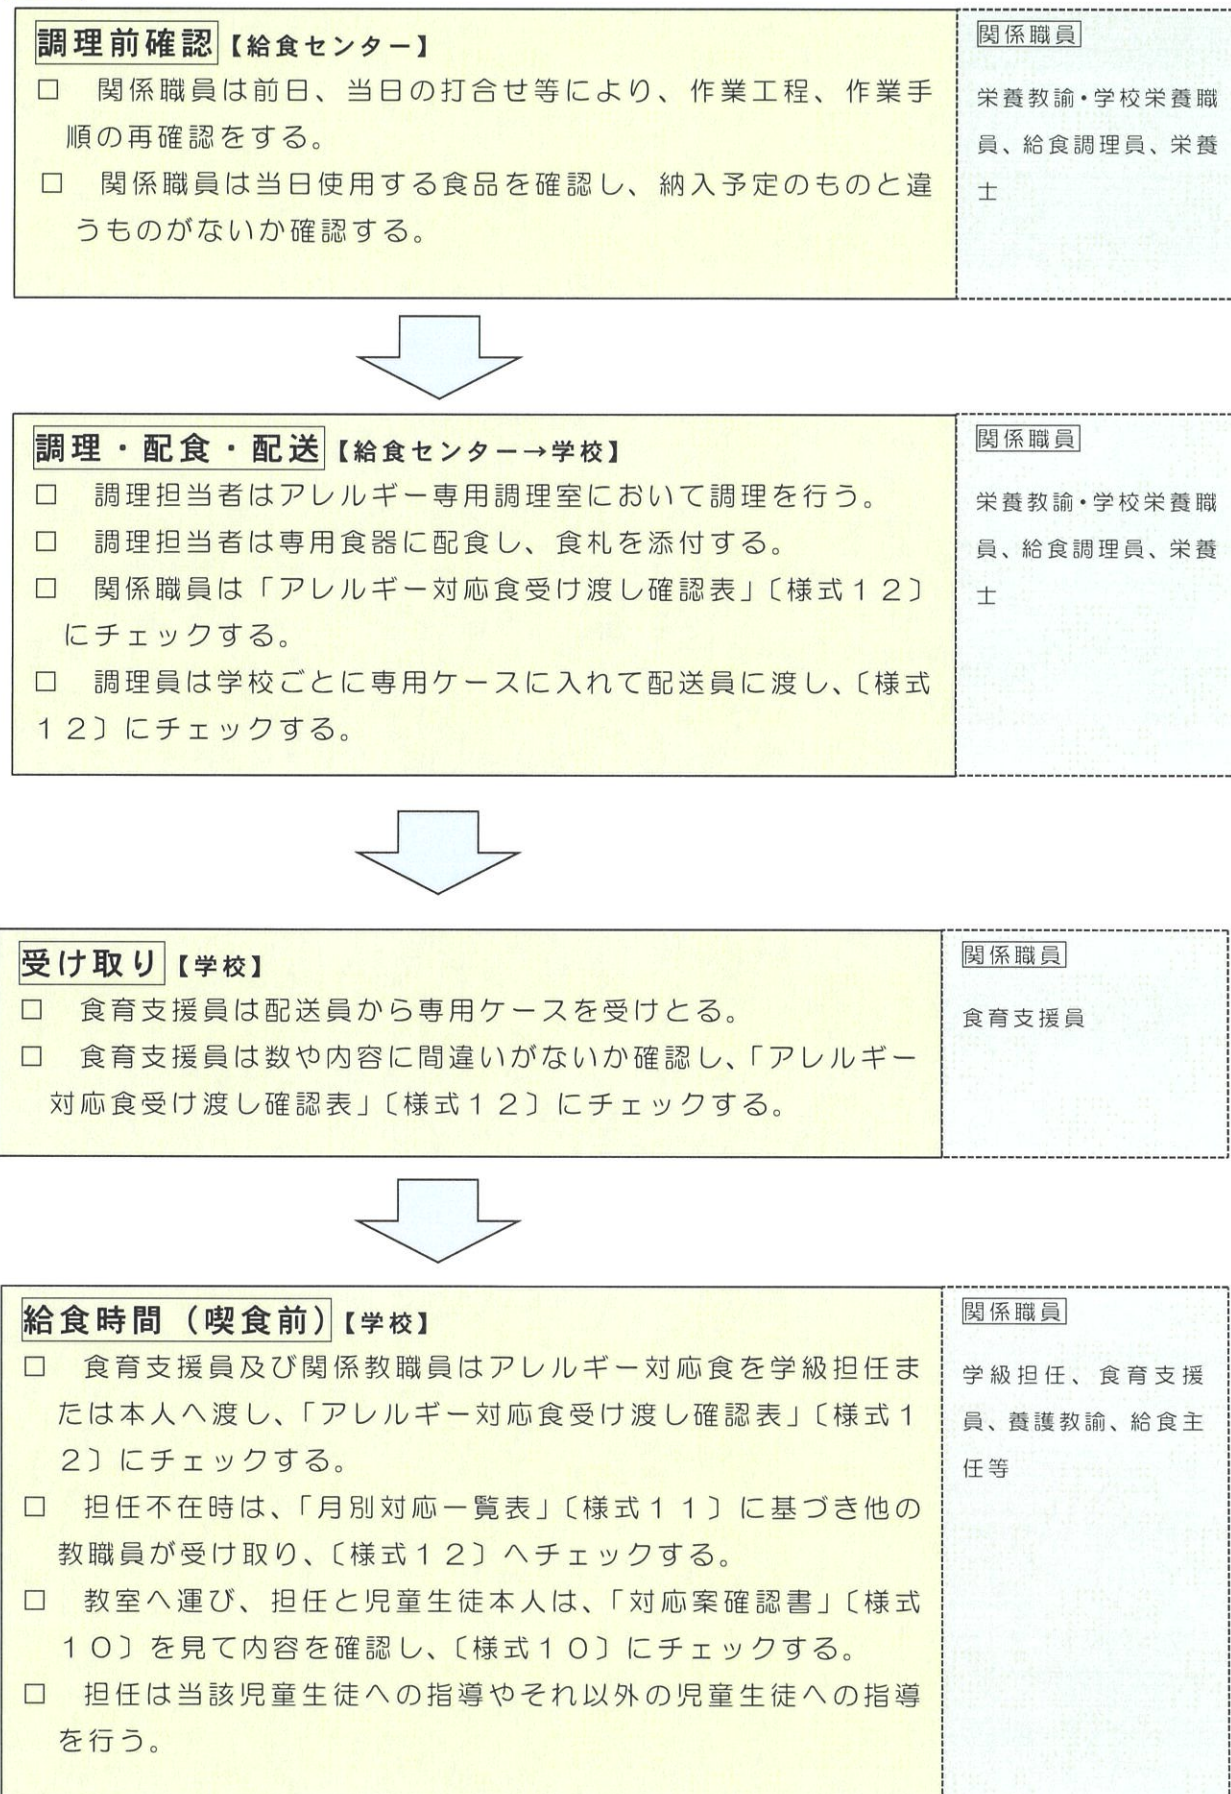 調理前確認【給食センター】
□　関係職員は前日、当日の打合せ等により、作業工程、作業手
順の再確認をする。
□　関係職員は当日使用する食品を確認し、納入予定のものと違
うものがないか確認する。
関係職員
栄養教諭・学校栄養職
員、給食調理員、栄養
士
調理・配食・配送【給食センター→学校】
□　調理担当者はアレルギー専用調理室において調理を行う。
□　調理担当者は専用食器に配食し、食札を添付する。
□　関係職員は「アレルギー対応食受け渡し確認表」〔様式１２〕
にチェックする。
□　調理員は学校ごとに専用ケースに入れて配送員に渡し、〔様式
１２〕にチェックする。
関係職員
栄養教諭・学校栄養職
員、給食調理員、栄養
士
受け取り【学校】
□　食育支援員は配送員から専用ケースを受けとる。
□　食育支援員は数や内容に間違いがないか確認し、「アレルギー
対応食受け渡し確認表」〔様式１２〕にチェックする。
関係職員
食育支援員
給食時間（喫食前）【学校】
□　食育支援員及び関係教職員はアレルギー対応食を学級担任ま
たは本人へ渡し、「アレルギー対応食受け渡し確認表」〔様式１
２〕にチェックする。
□　担任不在時は、「月別対応一覧表」〔様式１１〕に基づき他の
教職員が受け取り、〔様式１２〕へチェックする。
□　教室へ運び、担任と児童生徒本人は、「対応案確認書」〔様式
１０〕を見て内容を確認し、〔様式１０〕にチェックする。
□　担任は当該児童生徒への指導やそれ以外の児童生徒への指導
を行う。
関係職員
学級担任、食育支援
員、養護教諭、給食主
任等